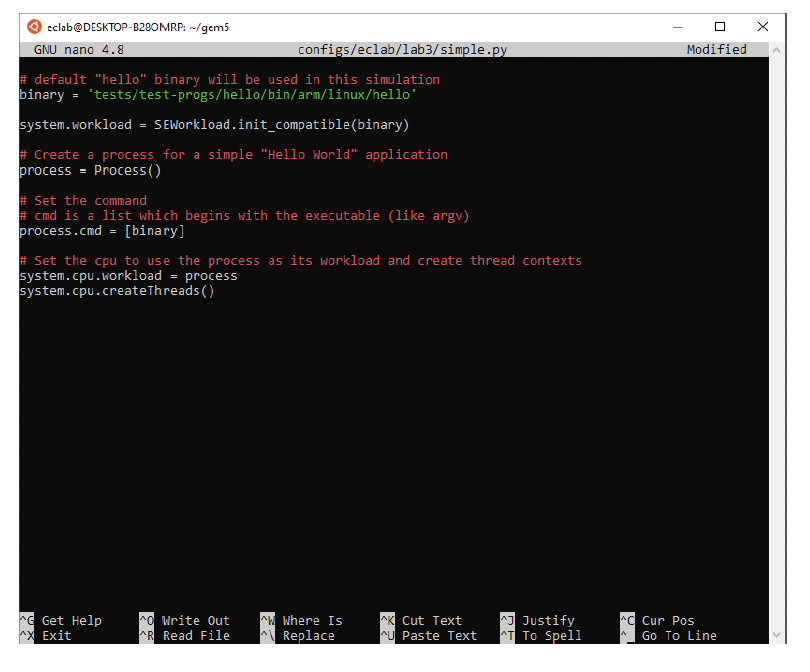 eclab@DESKTOP-B28OMRP: ~/gem5
GNU nano 4.8 configs/eclab/lab3/simple.py Modified
# default "hello" binary will be used in this simulation
binary = 'tests/test-progs/hello/bin/arm/linux/hello'
system.workload = SEWorkload.init_compatible(binary)
# Create a process for a simple "Hello World" application
process = Process()
# Set the command
# cmd is a list which begins with the executable (like argv)
process.cmd = [binary]
# Set the cpu to use the process as its workload and create thread contexts
system.cpu.workload = process
system.cpu.createThreads()
^G Get Help ^O Write Out ^W Where Is ^K Cut Text ^J Justify ^C Cur Pos
^X Exit ^R Read File ^\ Replace ^U Paste Text ^T To Spell ^_ Go To Line